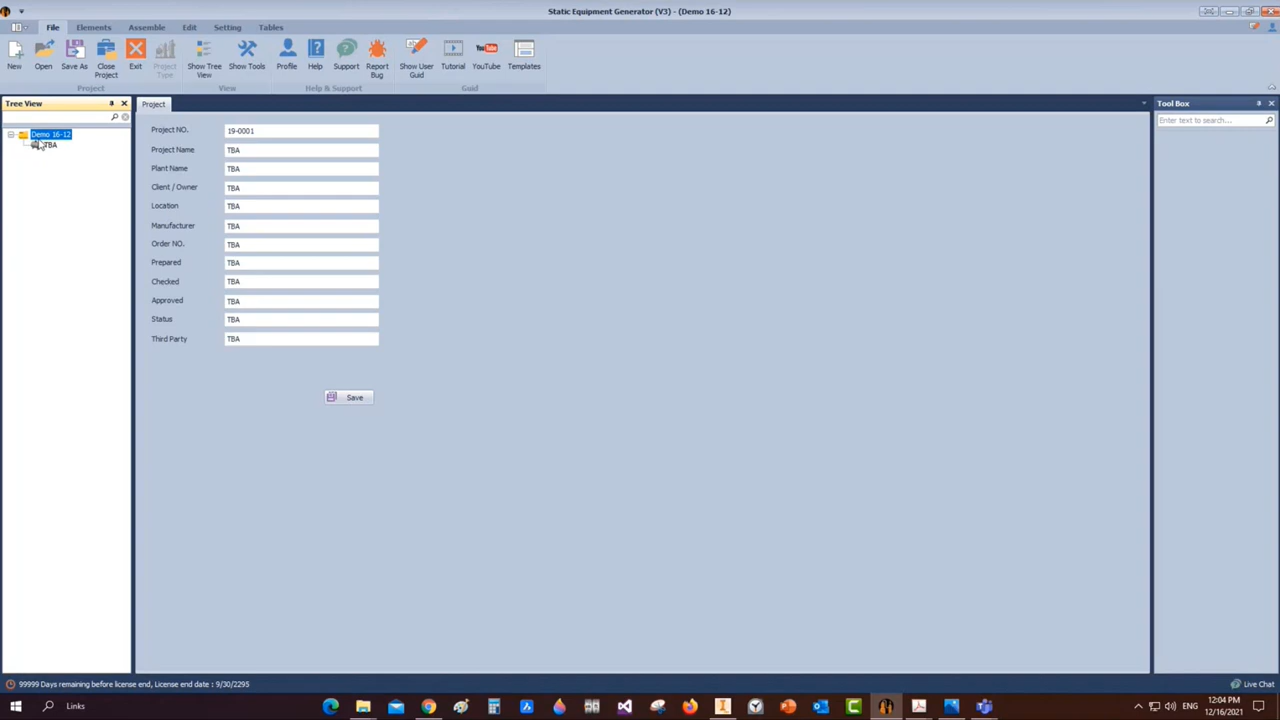 Static Equipment Generator (V3) - (Demo 16-12)
File Elements Assemble Edit Setting Tables
New Open Save As Close Project Exit Project Type Show Tree View Show Tools Profile Help Support Report Bug Show User Guid Tutorial YouTube Templates
Project View Help & Support Guid
Tree View
Demo 16-12
TBA
Project
Project NO. 19-0001
Project Name TBA
Plant Name TBA
Client / Owner TBA
Location TBA
Manufacturer TBA
Order NO. TBA
Prepared TBA
Checked TBA
Approved TBA
Status TBA
Third Party TBA
Save
Tool Box
Enter text to search...
99999 Days remaining before license end, License end date : 9/30/2295
Live Chat
Links
ENG
12:04 PM
12/16/2021